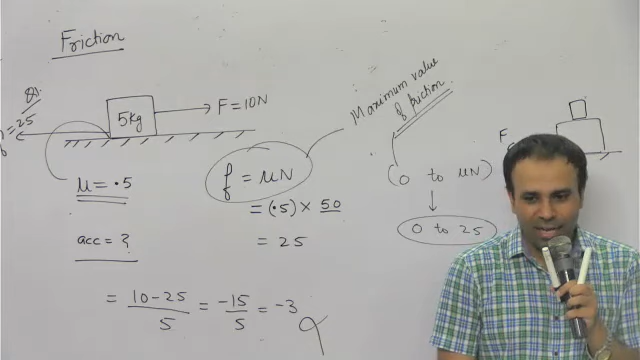 Friction
Q1.
f = 25
5kg
F = 10N
μ = .5
acc = ?
f = μN
= (.5) × 50
= 25
Maximum value
of friction.
(0 to μN)
↓
0 to 25
F
= 10-25/5 = -15/5 = -3